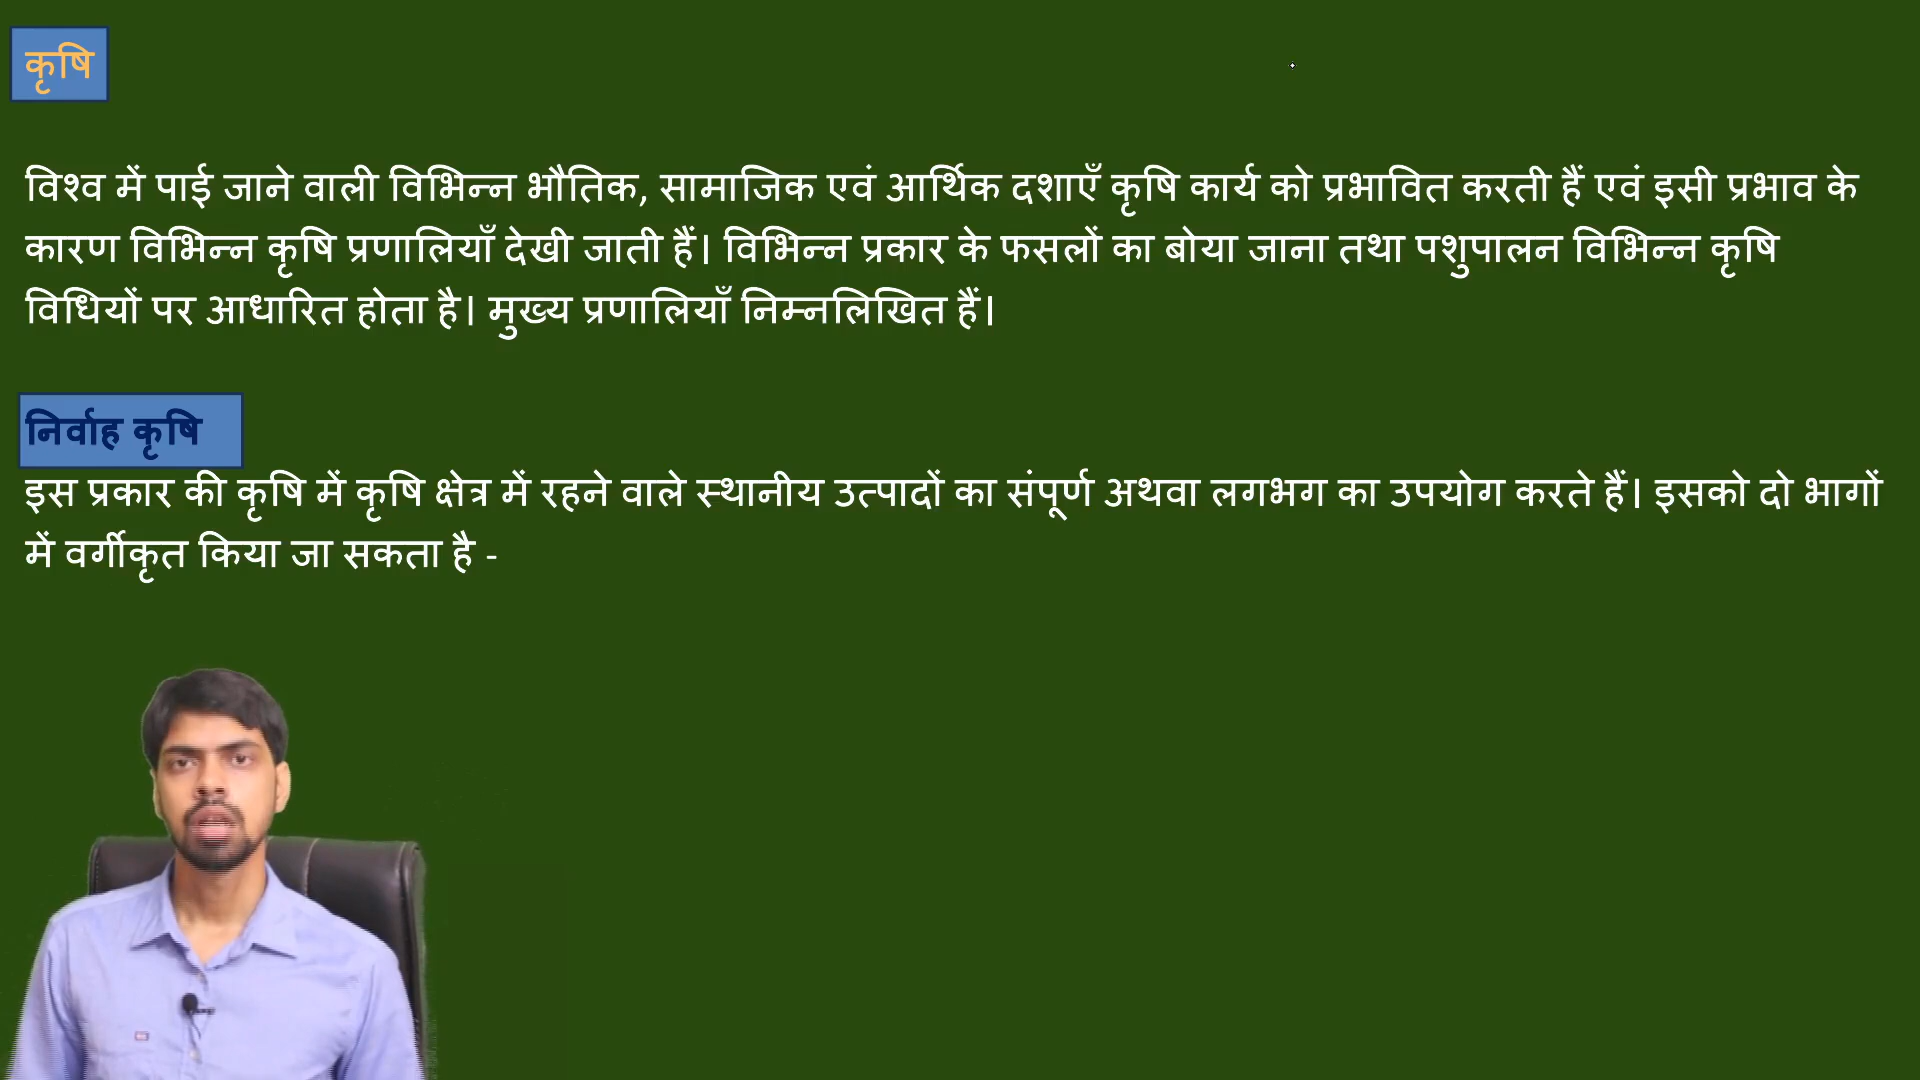 कृषि
विश्व में पाई जाने वाली विभिन्न भौतिक, सामाजिक एवं आर्थिक दशाएँ कृषि कार्य को प्रभावित करती हैं एवं इसी प्रभाव के
कारण विभिन्न कृषि प्रणालियाँ देखी जाती हैं। विभिन्न प्रकार के फसलों का बोया जाना तथा पशुपालन विभिन्न कृषि
विधियों पर आधारित होता है। मुख्य प्रणालियाँ निम्नलिखित हैं।
निर्वाह कृषि
इस प्रकार की कृषि में कृषि क्षेत्र में रहने वाले स्थानीय उत्पादों का संपूर्ण अथवा लगभग का उपयोग करते हैं। इसको दो भागों
में वर्गीकृत किया जा सकता है -